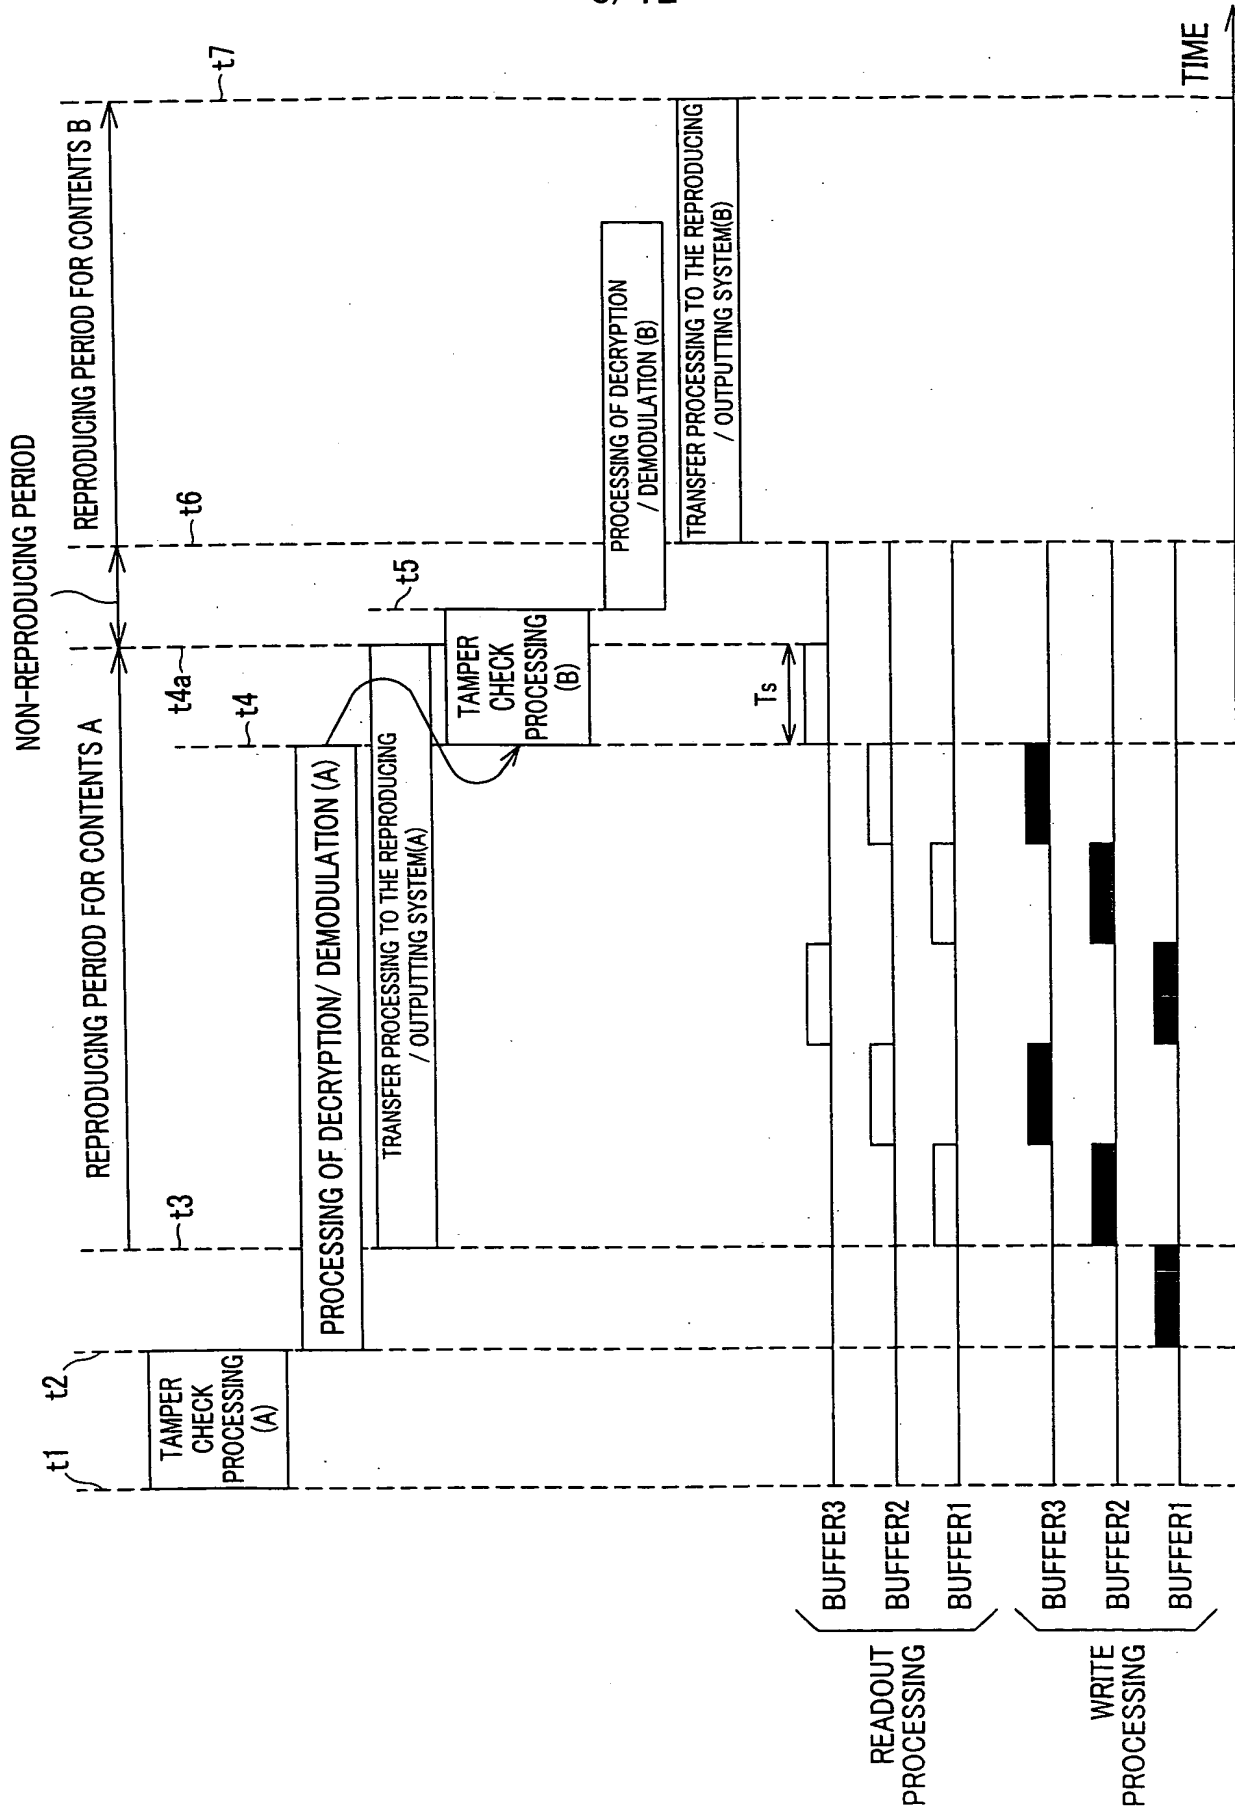 NON-REPRODUCING PERIOD
REPRODUCING PERIOD FOR CONTENTS A
REPRODUCING PERIOD FOR CONTENTS B
t1
t2
t3
t4
t4a
t5
t6
t7
TAMPER
CHECK
PROCESSING
(A)
PROCESSING OF DECRYPTION/ DEMODULATION (A)
TRANSFER PROCESSING TO THE REPRODUCING
/ OUTPUTTING SYSTEM(A)
TAMPER
CHECK
PROCESSING
(B)
PROCESSING OF DECRYPTION
/ DEMODULATION (B)
TRANSFER PROCESSING TO THE REPRODUCING
/ OUTPUTTING SYSTEM(B)
Ts
READOUT
PROCESSING
BUFFER3
BUFFER2
BUFFER1
WRITE
PROCESSING
BUFFER3
BUFFER2
BUFFER1
TIME